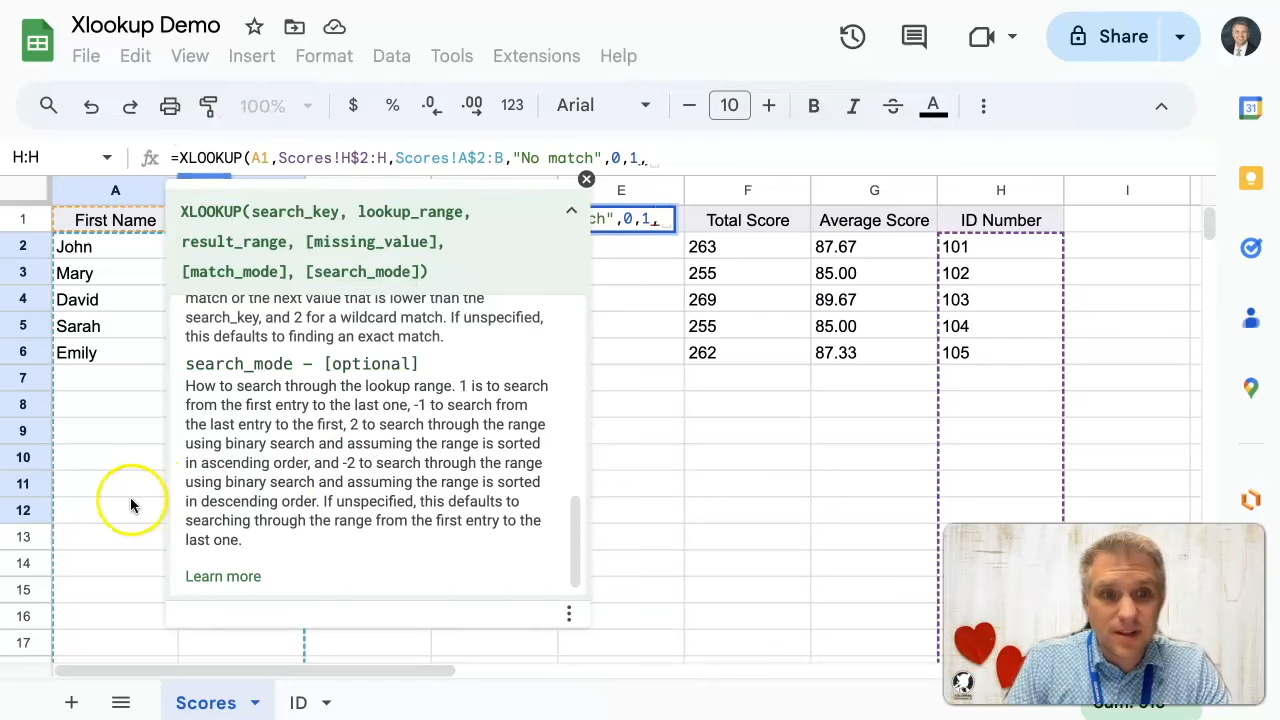 Xlookup Demo
File Edit View Insert Format Data Tools Extensions Help
Share
100% $ % .0 .00 123 Arial 10 B I S A
H:H fx =XLOOKUP(A1,Scores!H$2:H,Scores!A$2:B,"No match",0,1,
A E F G H I
1 First Name ch",0,1, Total Score Average Score ID Number
2 John 263 87.67 101
3 Mary 255 85.00 102
4 David 269 89.67 103
5 Sarah 255 85.00 104
6 Emily 262 87.33 105
7
8
9
10
11
12
13
14
15
16
17
XLOOKUP(search_key, lookup_range,
result_range, [missing_value],
[match_mode], [search_mode])
match or the next value that is lower than the
search_key, and 2 for a wildcard match. If unspecified,
this defaults to finding an exact match.
search_mode – [optional]
How to search through the lookup range. 1 is to search
from the first entry to the last one, -1 to search from
the last entry to the first, 2 to search through the range
using binary search and assuming the range is sorted
in ascending order, and -2 to search through the range
using binary search and assuming the range is sorted
in descending order. If unspecified, this defaults to
searching through the range from the first entry to the
last one.
Learn more
Scores ID
31